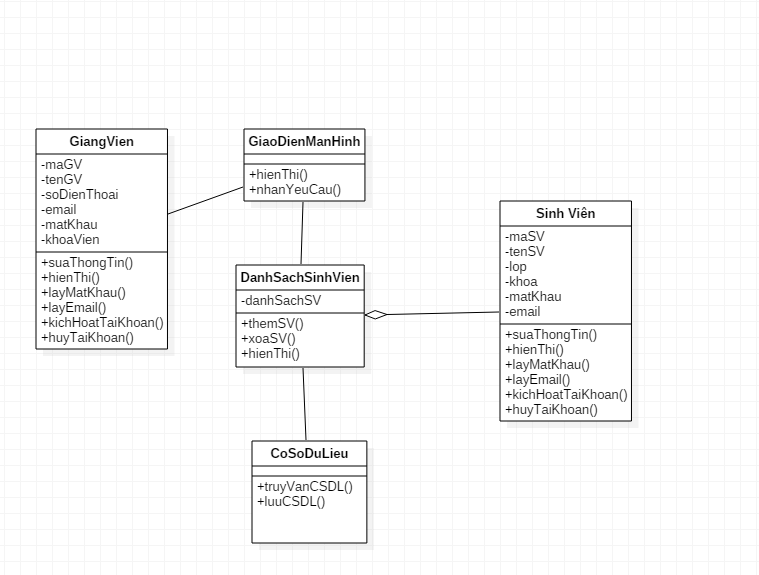 GiangVien
-maGV
-tenGV
-soDienThoai
-email
-matKhau
-khoaVien
+suaThongTin()
+hienThi()
+layMatKhau()
+layEmail()
+kichHoatTaiKhoan()
+huyTaiKhoan()
GiaoDienManHinh
+hienThi()
+nhanYeuCau()
DanhSachSinhVien
-danhSachSV
+themSV()
+xoaSV()
+hienThi()
Sinh Viên
-maSV
-tenSV
-lop
-khoa
-matKhau
-email
+suaThongTin()
+hienThi()
+layMatKhau()
+layEmail()
+kichHoatTaiKhoan()
+huyTaiKhoan()
CoSoDuLieu
+truyVanCSDL()
+luuCSDL()